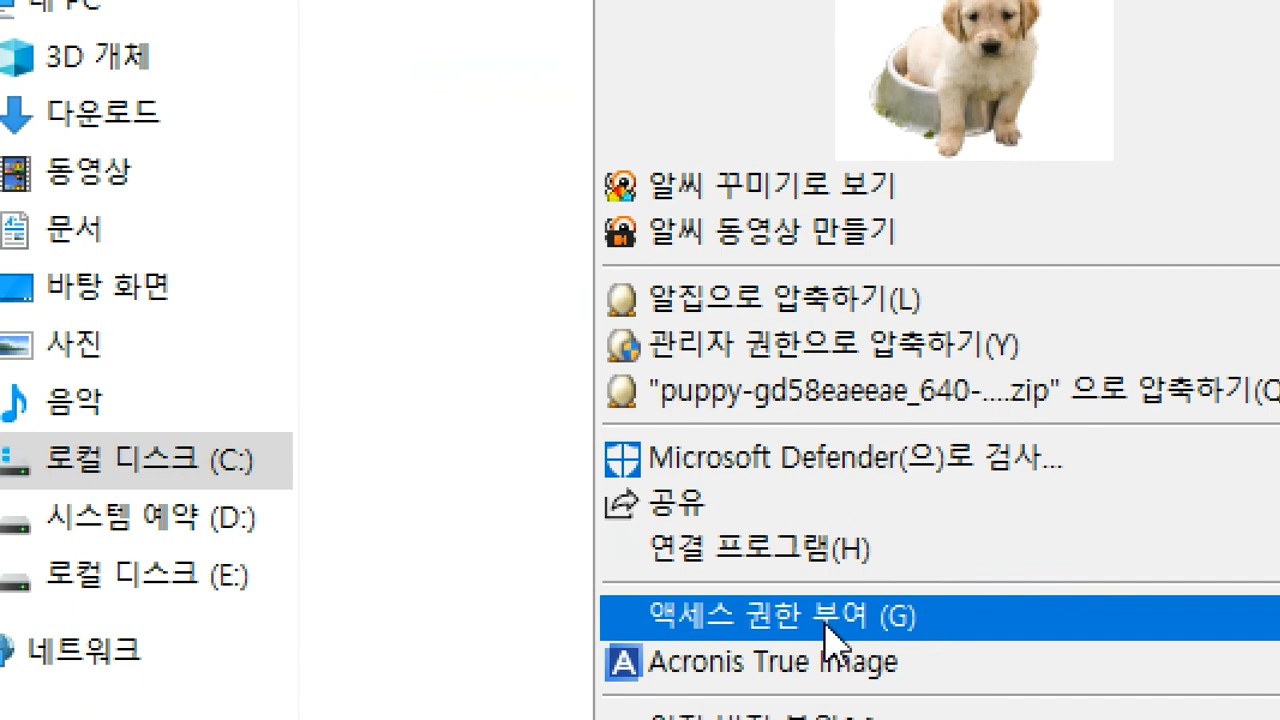 내 PC
3D 개체
다운로드
동영상
문서
바탕 화면
사진
음악
로컬 디스크 (C:)
시스템 예약 (D:)
로컬 디스크 (E:)
네트워크
알씨 꾸미기로 보기
알씨 동영상 만들기
알집으로 압축하기(L)
관리자 권한으로 압축하기(Y)
"puppy-gd58eaeeae_640-....zip" 으로 압축하기(Q
Microsoft Defender(으)로 검사...
공유
연결 프로그램(H)
액세스 권한 부여 (G)
Acronis True Image